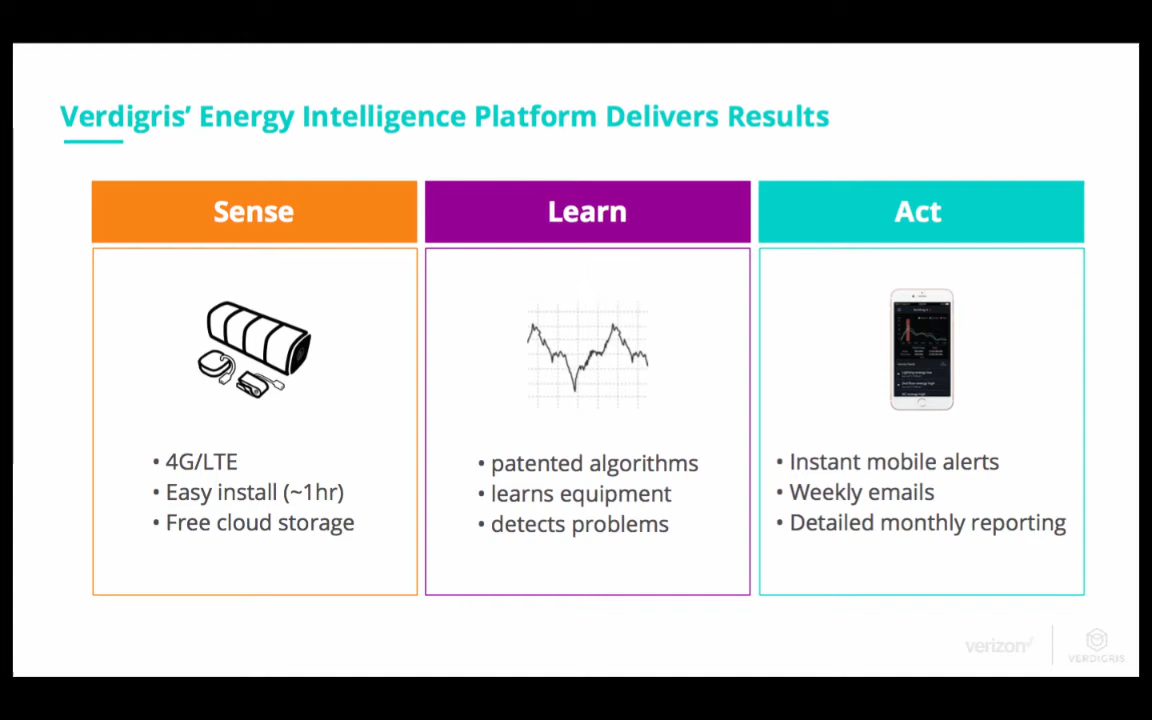 Verdigris’ Energy Intelligence Platform Delivers Results
Sense
Learn
Act
• 4G/LTE
• Easy install (~1hr)
• Free cloud storage
• patented algorithms
• learns equipment
• detects problems
• Instant mobile alerts
• Weekly emails
• Detailed monthly reporting
verizon✓
VERDIGRIS